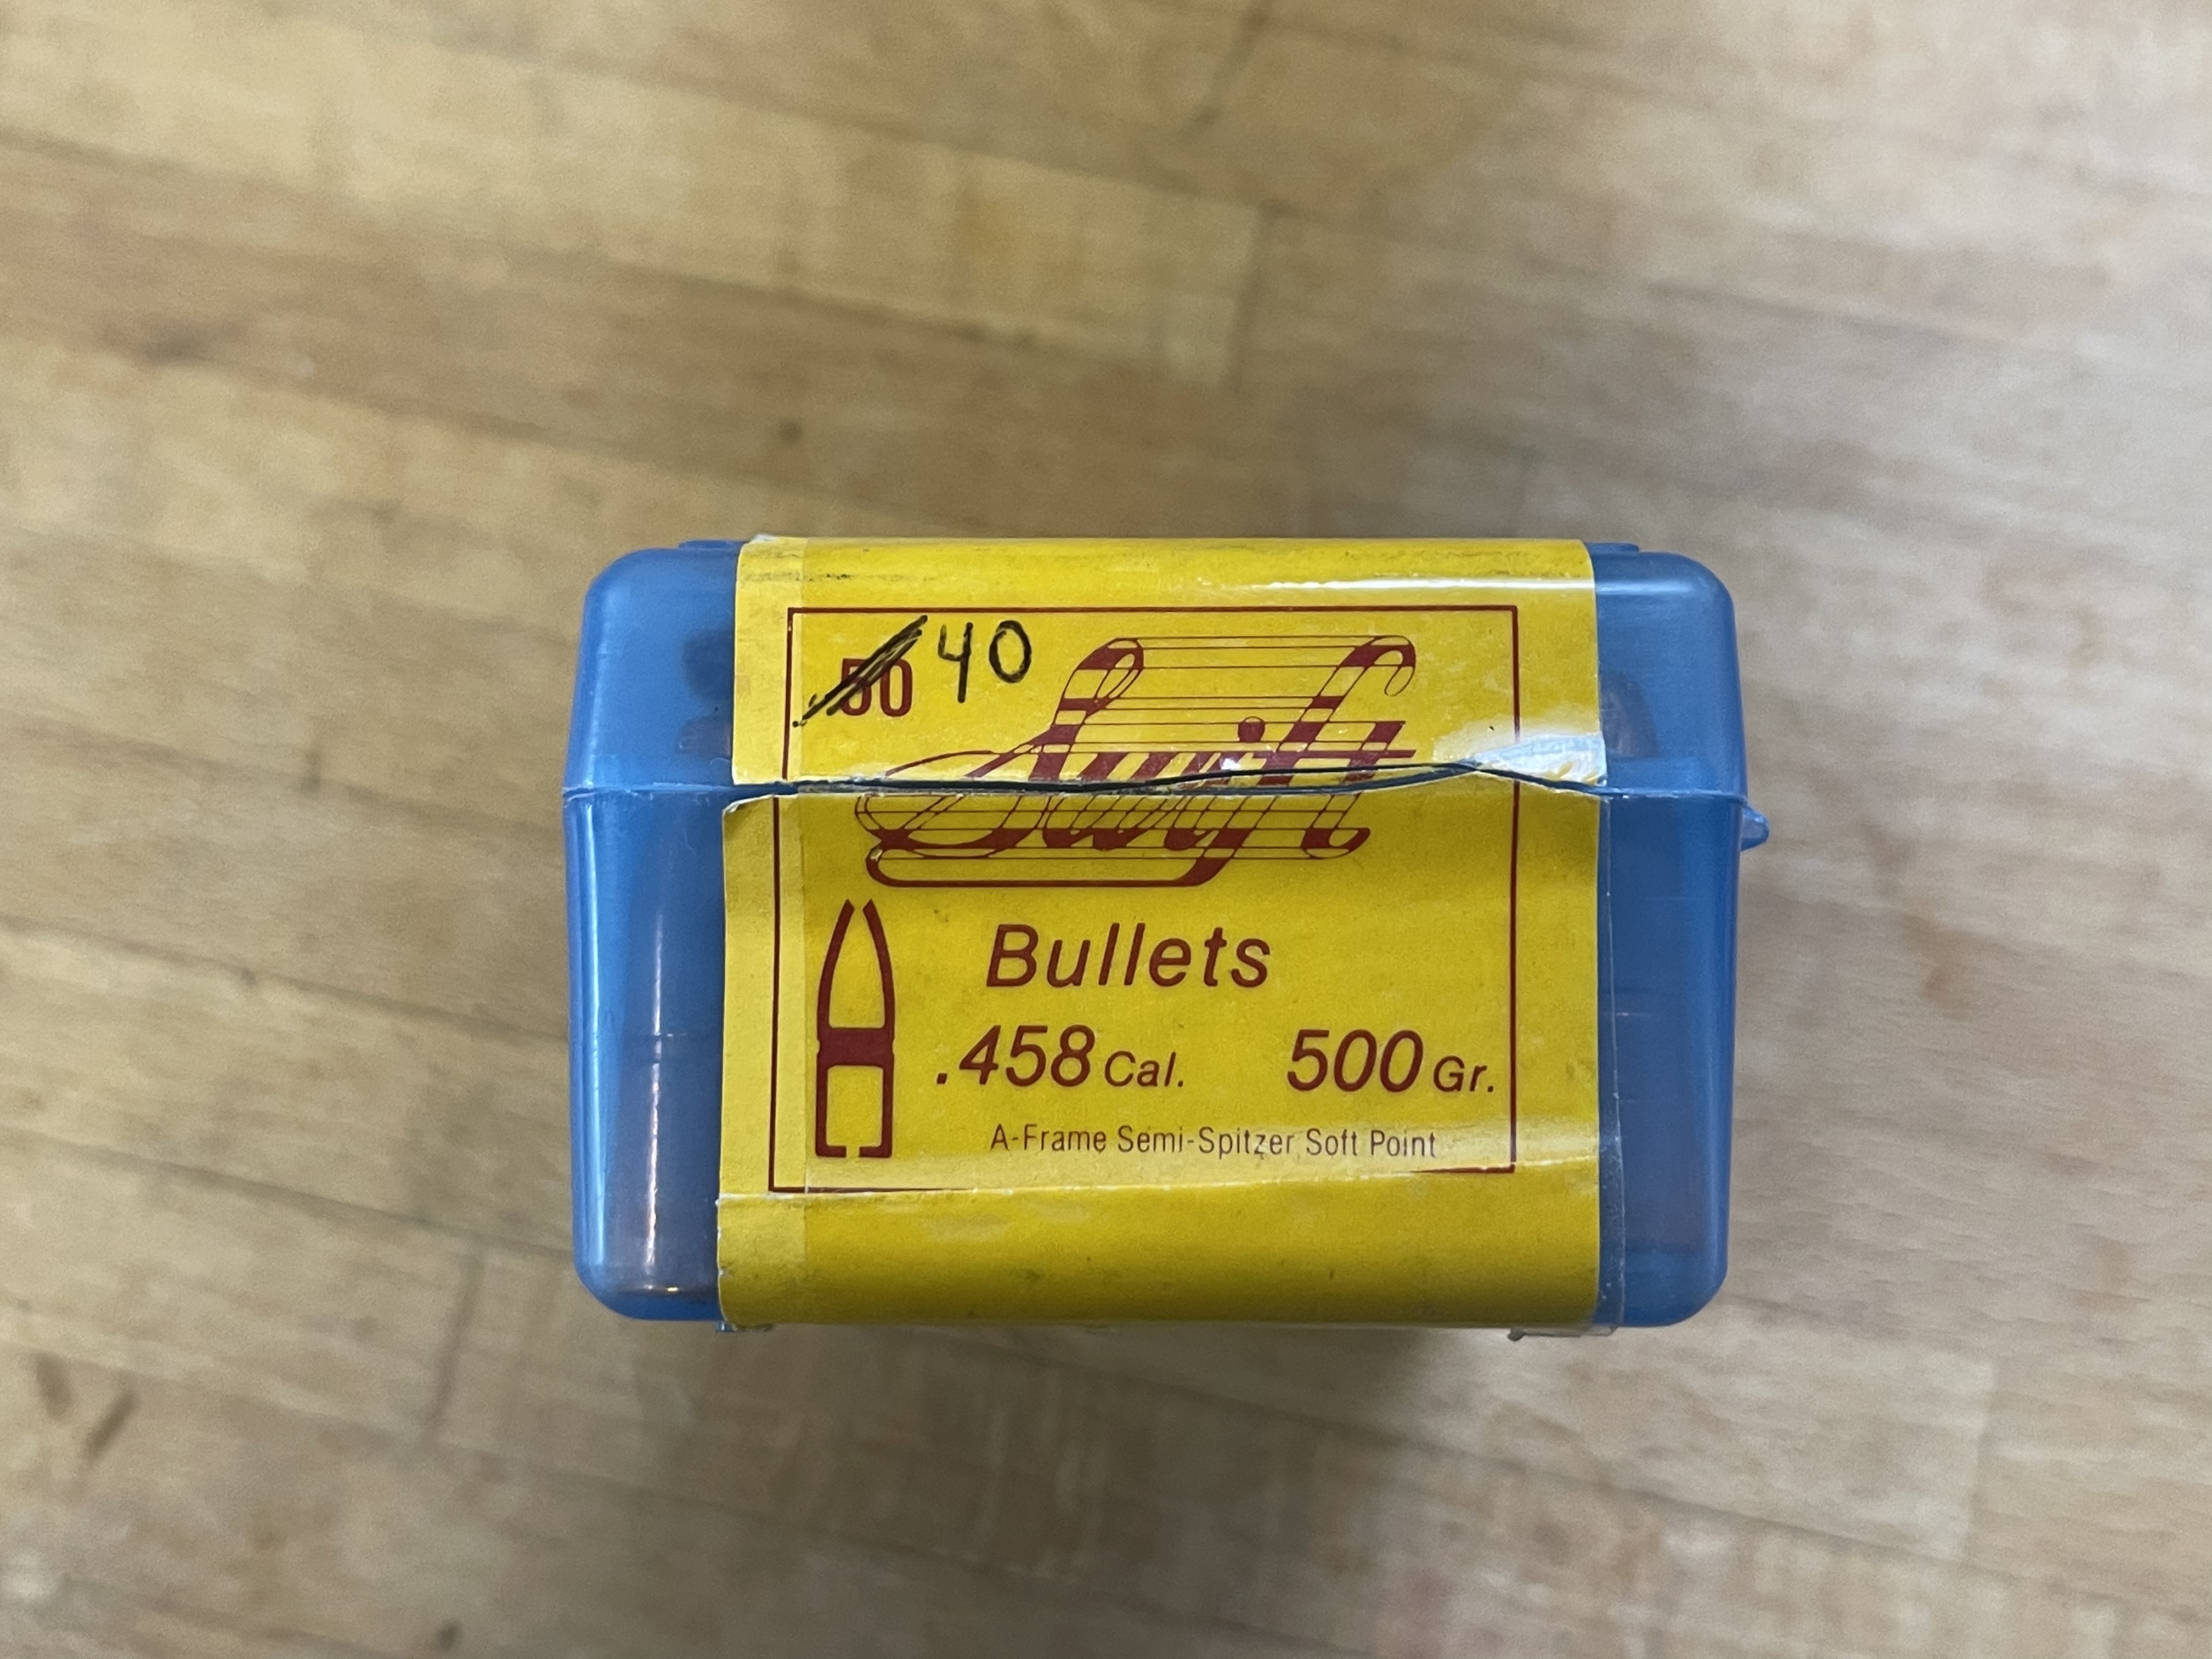 50 40
Swift
Bullets
.458 Cal. 500 Gr.
A-Frame Semi-Spitzer Soft Point